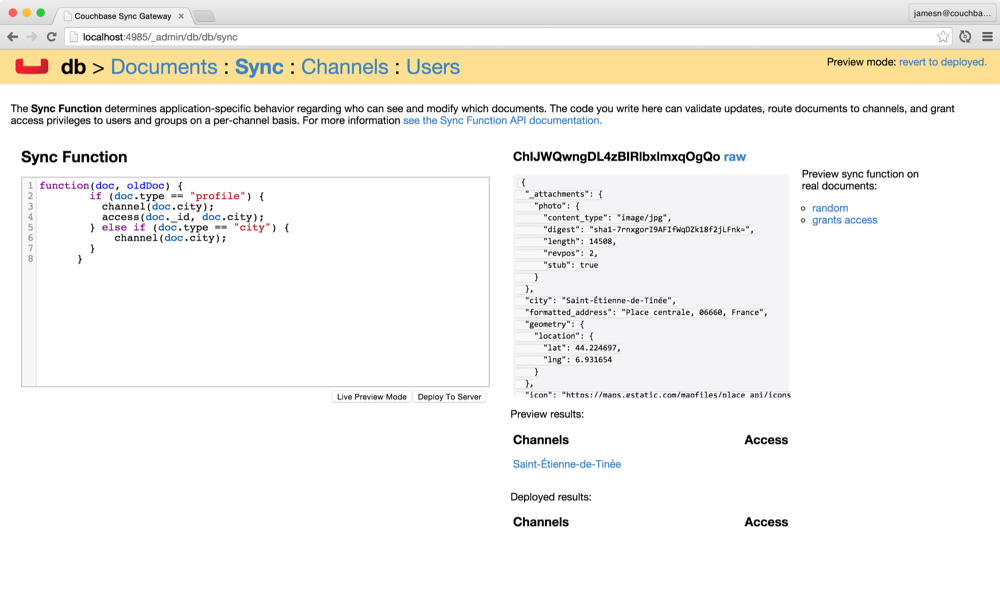 Couchbase Sync Gateway
jamesn@couchba...
localhost:4985/_admin/db/db/sync
db > Documents : Sync : Channels : Users
Preview mode: revert to deployed.
The Sync Function determines application-specific behavior regarding who can see and modify which documents. The code you write here can validate updates, route documents to channels, and grant
access privileges to users and groups on a per-channel basis. For more information see the Sync Function API documentation.
Sync Function
1 function(doc, oldDoc) {
2 if (doc.type == "profile") {
3 channel(doc.city);
4 access(doc._id, doc.city);
5 } else if (doc.type == "city") {
6 channel(doc.city);
7 }
8 }
Live Preview Mode
Deploy To Server
ChIJWQwngDL4zBIRIbxImxqOgQo raw
{
"_attachments": {
"photo": {
"content_type": "image/jpg",
"digest": "sha1-7rnxgorI9AFIfWqDZk18f2jLFnk=",
"length": 14508,
"revpos": 2,
"stub": true
}
},
"city": "Saint-Étienne-de-Tinée",
"formatted_address": "Place centrale, 06660, France",
"geometry": {
"location": {
"lat": 44.224697,
"lng": 6.931654
}
},
"icon": "https://maps.gstatic.com/mapfiles/place_api/icons
Preview sync function on
real documents:
random
grants access
Preview results:
Channels Access
Saint-Étienne-de-Tinée
Deployed results:
Channels Access